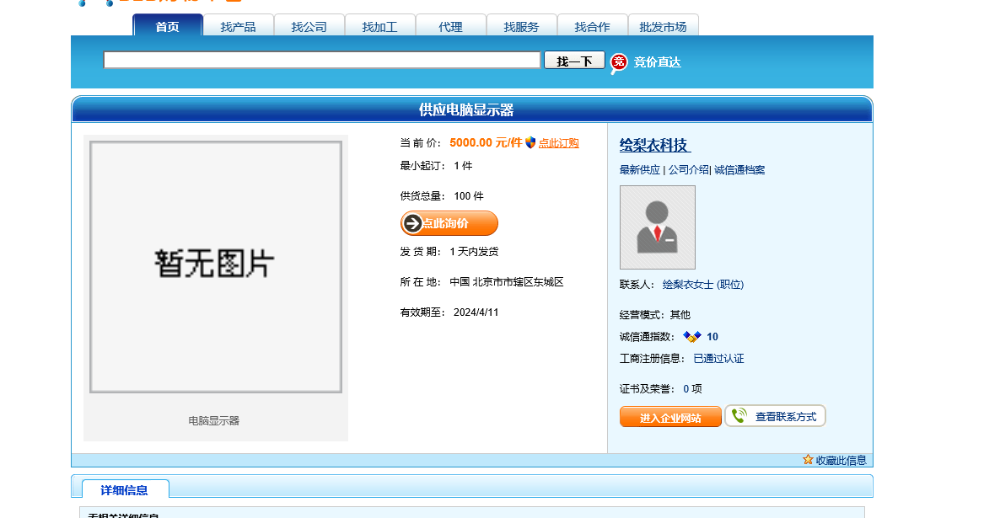 首页 找产品 找公司 找加工 代理 找服务 找合作 批发市场
找一下 竞 竞价直达
供应电脑显示器
暂无图片
电脑显示器
当 前 价： 5000.00 元/件 点此订购
最小起订： 1 件
供货总量： 100 件
点此询价
发 货 期： 1 天内发货
所 在 地： 中国 北京市市辖区东城区
有效期至： 2024/4/11
绘梨衣科技
最新供应 | 公司介绍| 诚信通档案
联系人： 绘梨衣女士 (职位)
经营模式：其他
诚信通指数： 10
工商注册信息： 已通过认证
证书及荣誉： 0 项
进入企业网站 查看联系方式
收藏此信息
详细信息